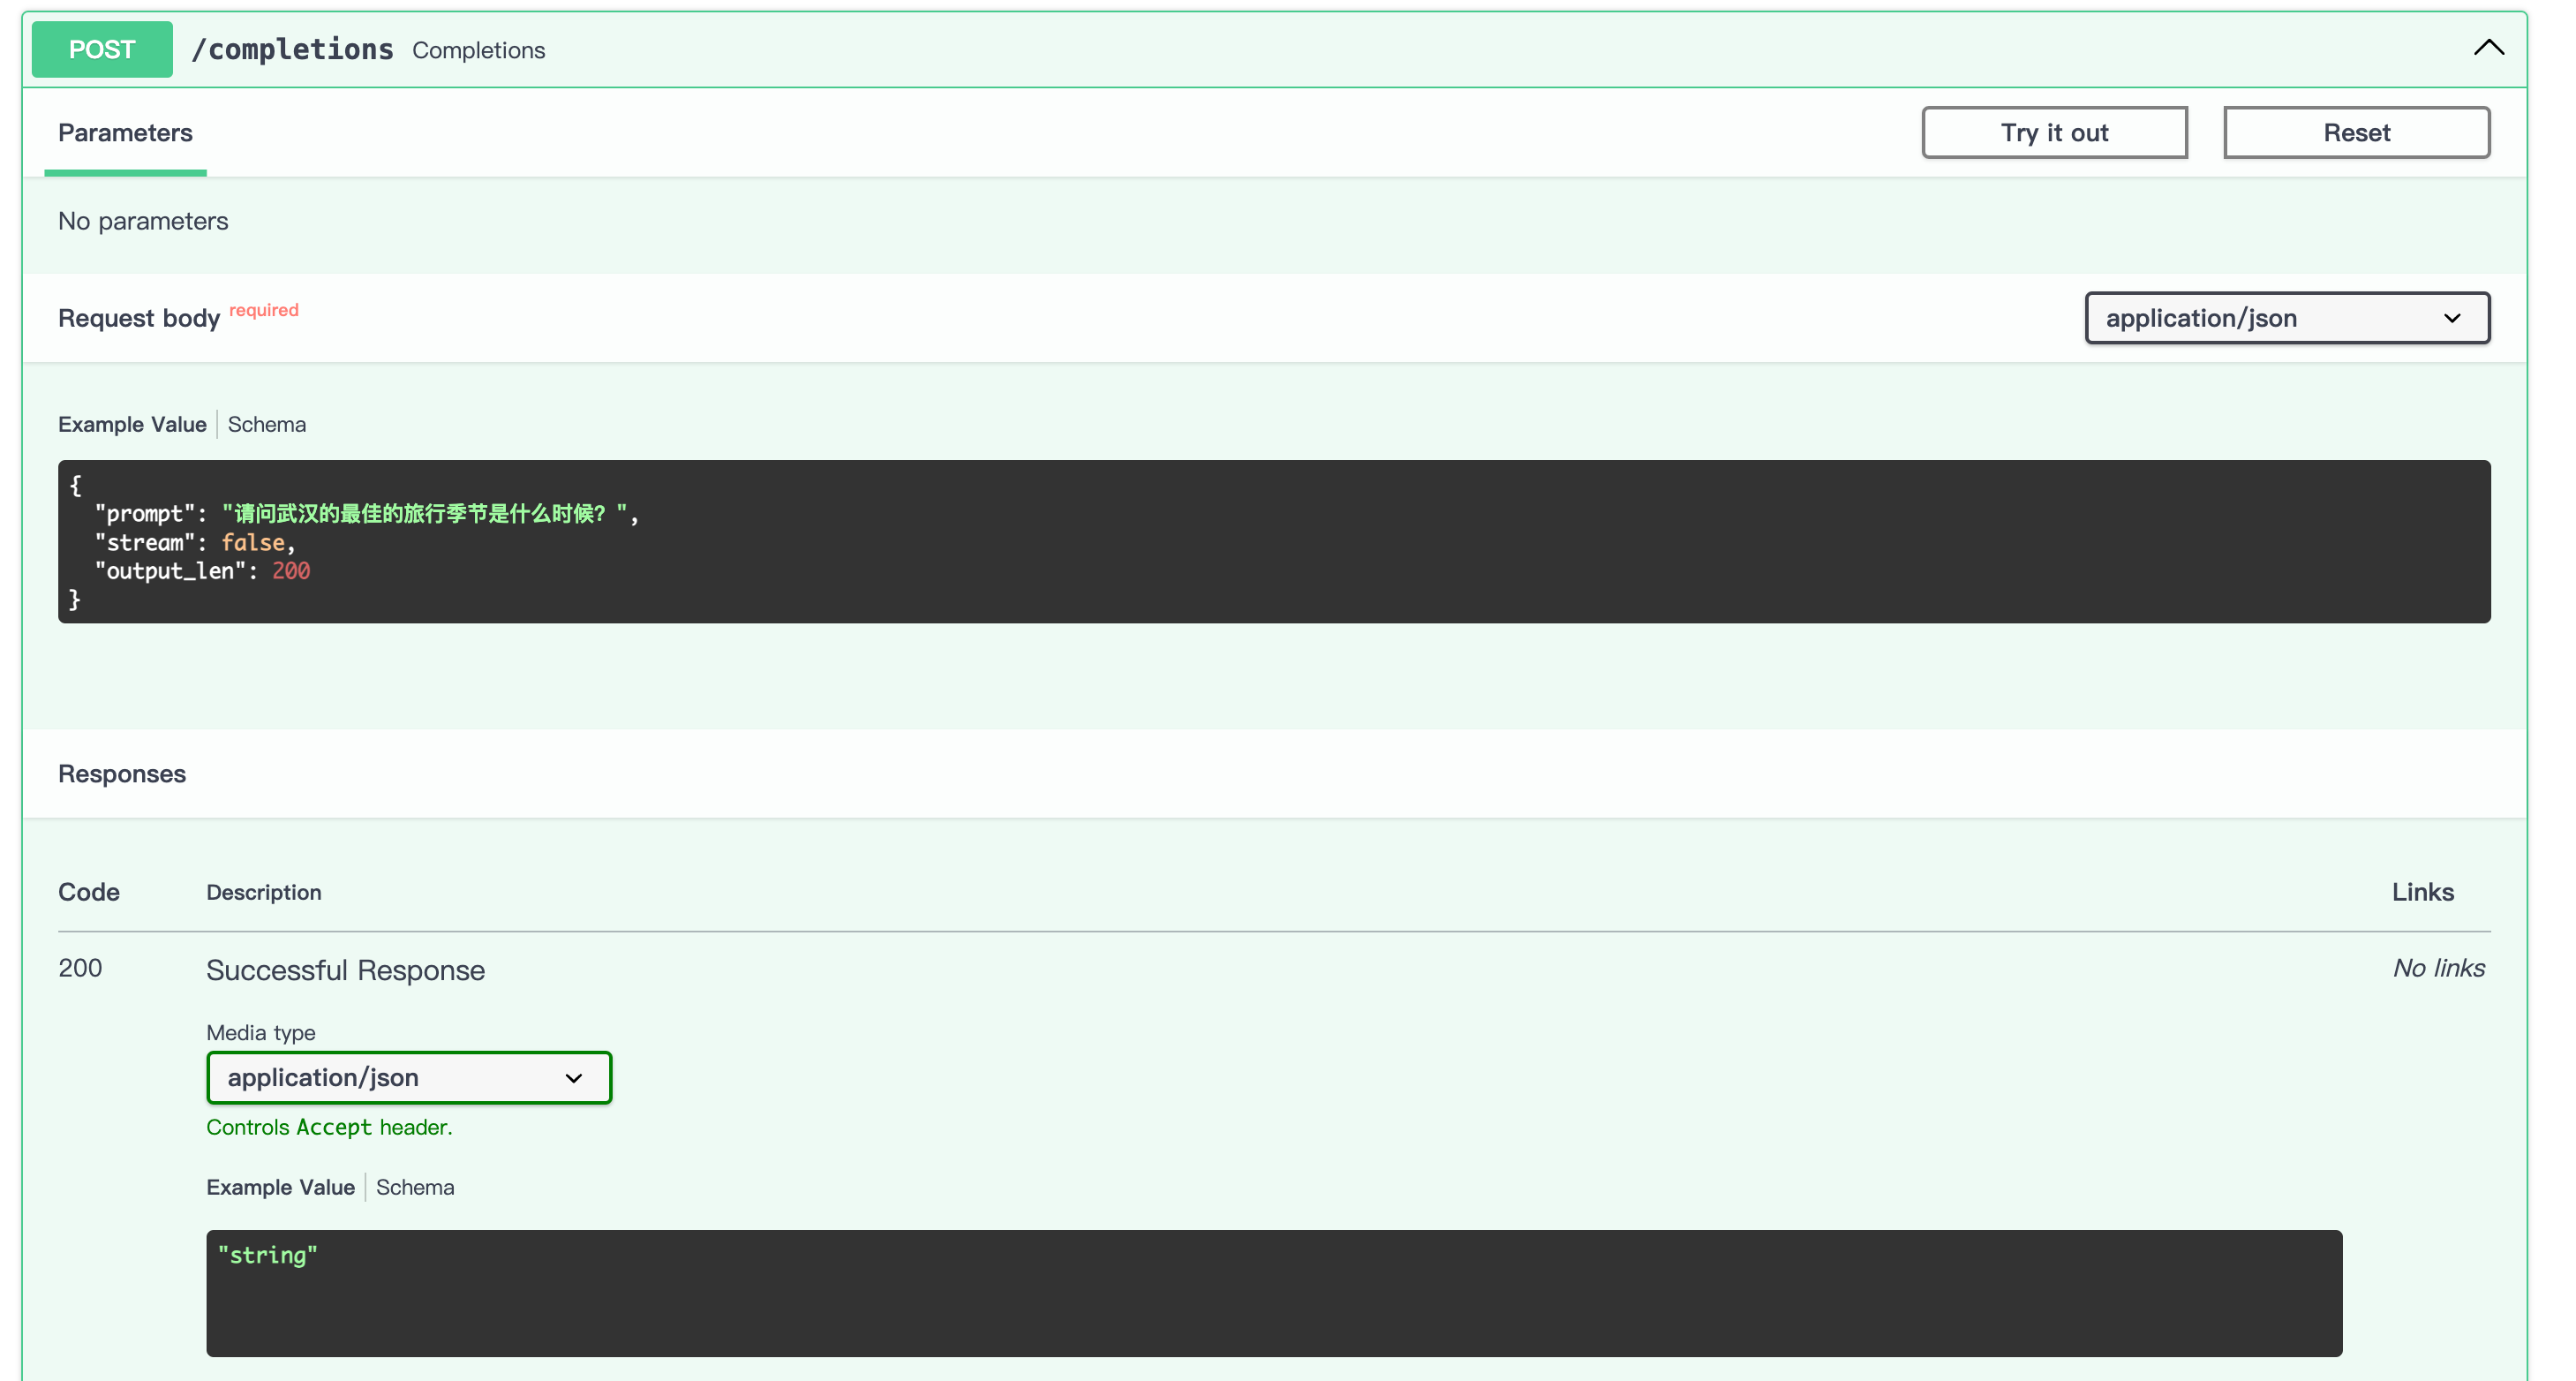 POST /completions Completions
Parameters
Try it out
Reset
No parameters
Request body required
application/json
Example Value | Schema
{
  "prompt": "请问武汉的最佳的旅行季节是什么时候？",
  "stream": false,
  "output_len": 200
}
Responses
Code Description Links
200 Successful Response No links
Media type
application/json
Controls Accept header.
Example Value | Schema
"string"